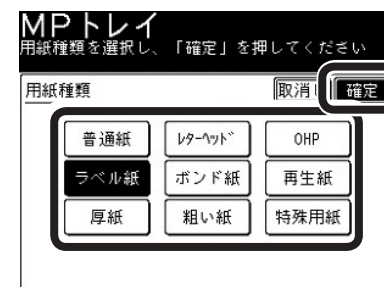 MPトレイ
用紙種類を選択し、「確定」を押してください
用紙種類 取消し 確定
普通紙 ﾚﾀｰﾍｯﾄﾞ OHP
ラベル紙 ボンド紙 再生紙
厚紙 粗い紙 特殊用紙